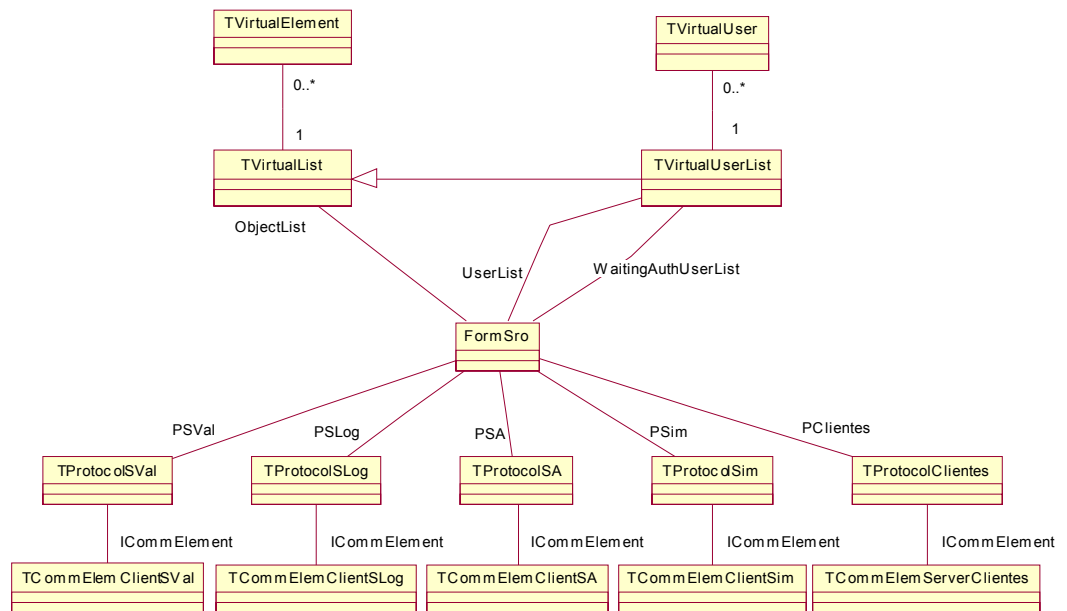 TVirtualElement
TVirtualUser
0..*
0..*
1
1
TVirtualList
TVirtualUserList
ObjectList
UserList
WaitingAuthUserList
FormSro
PSVal
PSLog
PSA
PSim
PClientes
TProtocolSVal
TProtocolSLog
TProtocolSA
TProtocolSim
TProtocolClientes
ICommElement
ICommElement
ICommElement
ICommElement
ICommElement
TCommElemClientSVal
TCommElemClientSLog
TCommElemClientSA
TCommElemClientSim
TCommElemServerClientes